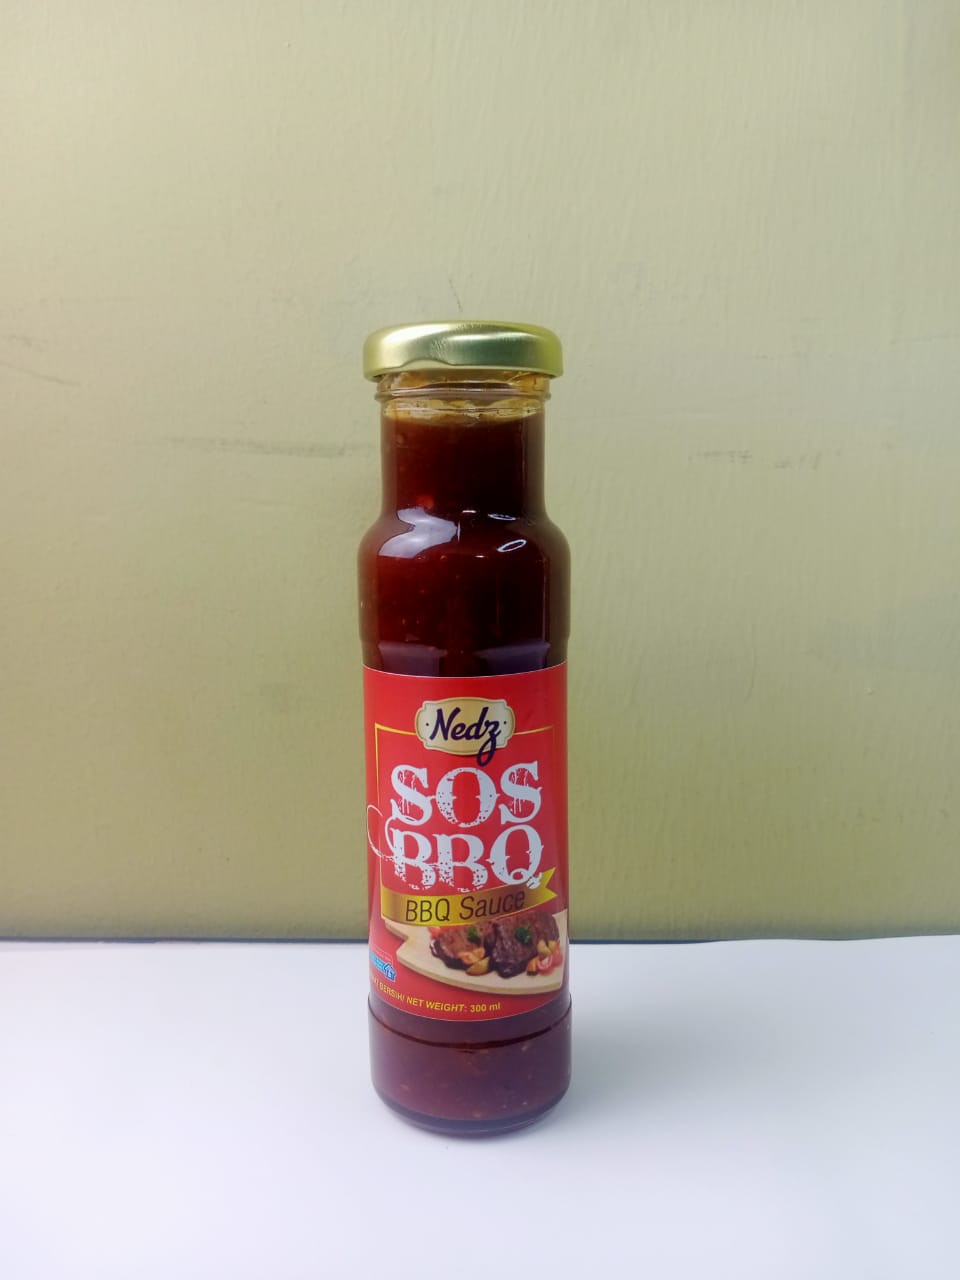 Nedz
SOS
BBQ
BBQ Sauce
BERSIH/ NET WEIGHT: 300 ml